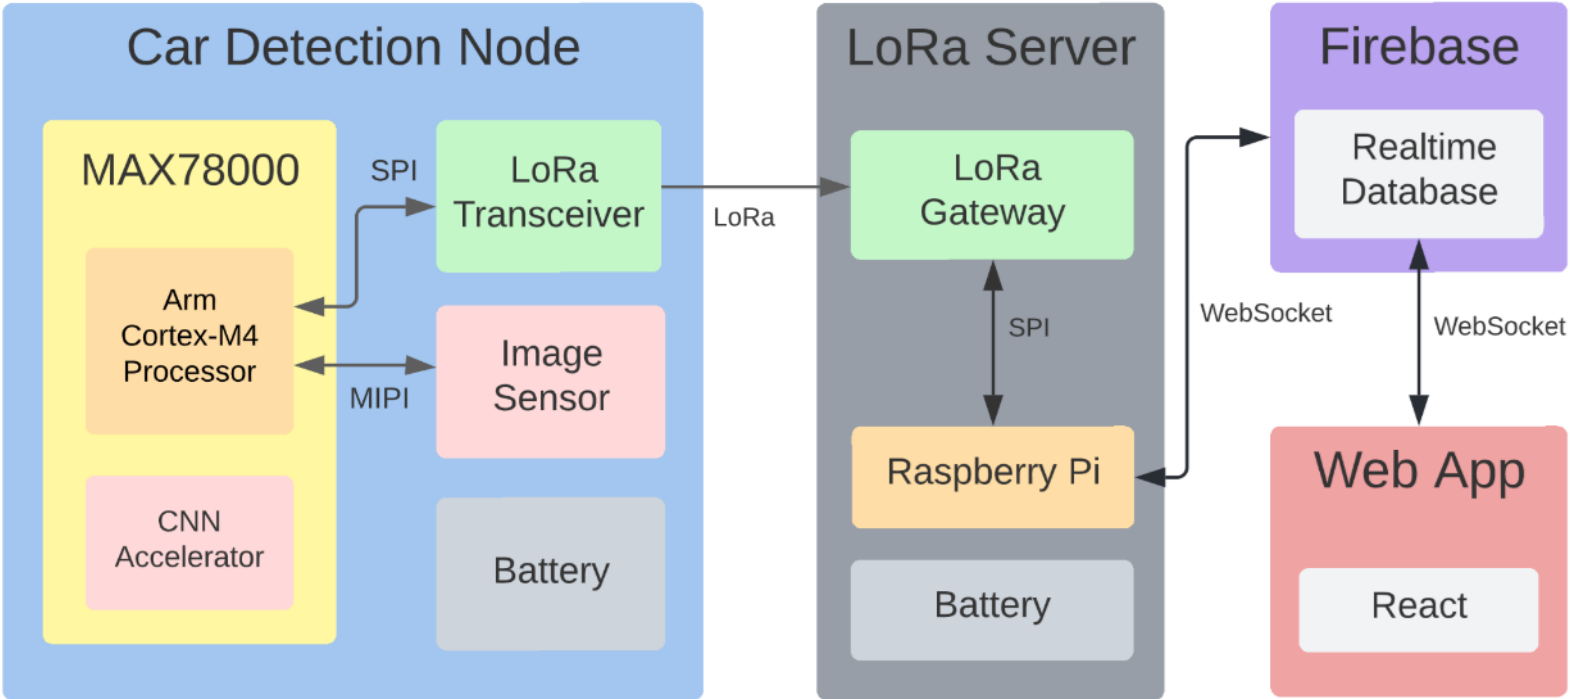 Car Detection Node
MAX78000
Arm
Cortex-M4
Processor
CNN
Accelerator
SPI
MIPI
LoRa
Transceiver
Image
Sensor
Battery
LoRa
LoRa Server
LoRa
Gateway
SPI
Raspberry Pi
Battery
WebSocket
Firebase
Realtime
Database
WebSocket
Web App
React